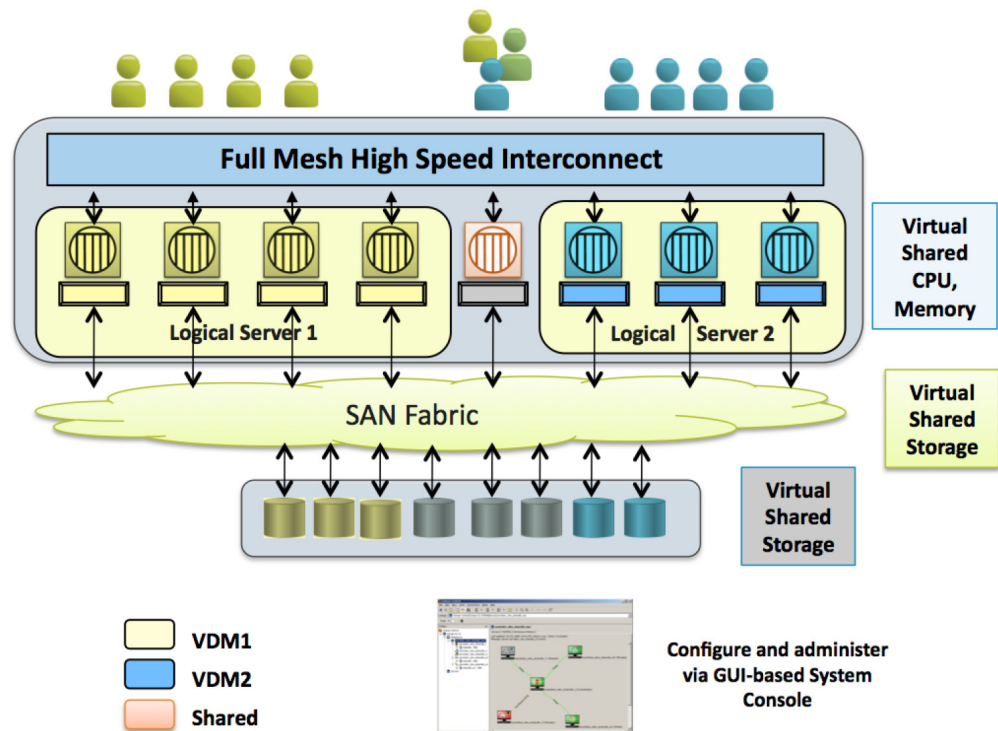 Full Mesh High Speed Interconnect
Logical Server 1
Logical Server 2
Virtual
Shared
CPU,
Memory
SAN Fabric
Virtual
Shared
Storage
Virtual
Shared
Storage
VDM1
VDM2
Shared
Configure and administer
via GUI-based System
Console